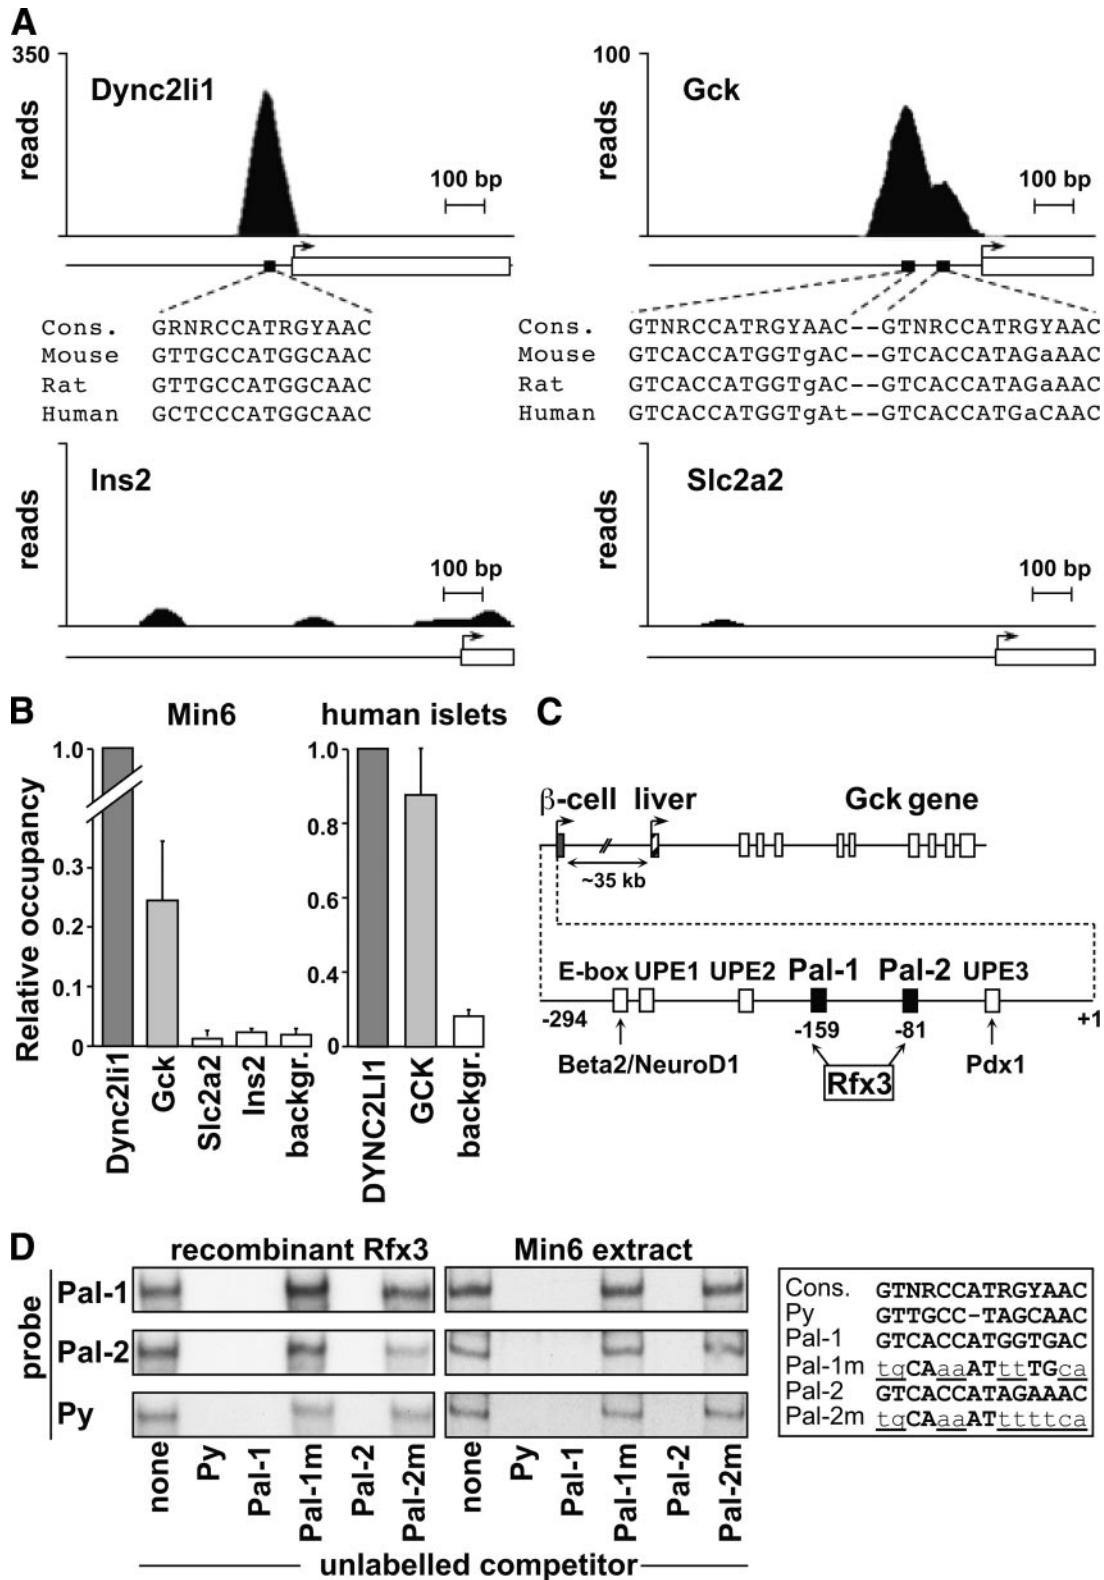 A
350
Dync2li1
reads
100 bp
Cons. GRNRCCATRGYAAC
Mouse GTTGCCATGGCAAC
Rat GTTGCCATGGCAAC
Human GCTCCCATGGCAAC
100
Gck
reads
100 bp
Cons. GTNRCCATRGYAAC--GTNRCCATRGYAAC
Mouse GTCACCATGGTgAC--GTCACCATAGaAAC
Rat GTCACCATGGTgAC--GTCACCATAGaAAC
Human GTCACCATGGTgAt--GTCACCATGaCAAC
Ins2
reads
100 bp
Slc2a2
reads
100 bp
B
Min6
Relative occupancy
1.0
0.3
0.2
0.1
0
Dync2li1
Gck
Slc2a2
Ins2
backgr.
human islets
1.0
0.8
0.6
0.4
0
DYNC2LI1
GCK
backgr.
C
β-cell liver Gck gene
~35 kb
E-box UPE1 UPE2 Pal-1 Pal-2 UPE3
-294 -159 -81 +1
Beta2/NeuroD1 Rfx3 Pdx1
D
recombinant Rfx3 Min6 extract
probe
Pal-1
Pal-2
Py
none Py Pal-1 Pal-1m Pal-2 Pal-2m none Py Pal-1 Pal-1m Pal-2 Pal-2m
unlabelled competitor
Cons. GTNRCCATRGYAAC
Py GTTGCC-TAGCAAC
Pal-1 GTCACCATGGTGAC
Pal-1m tgCAaaATttTGca
Pal-2 GTCACCATAGAAAC
Pal-2m tgCAaaATttttca